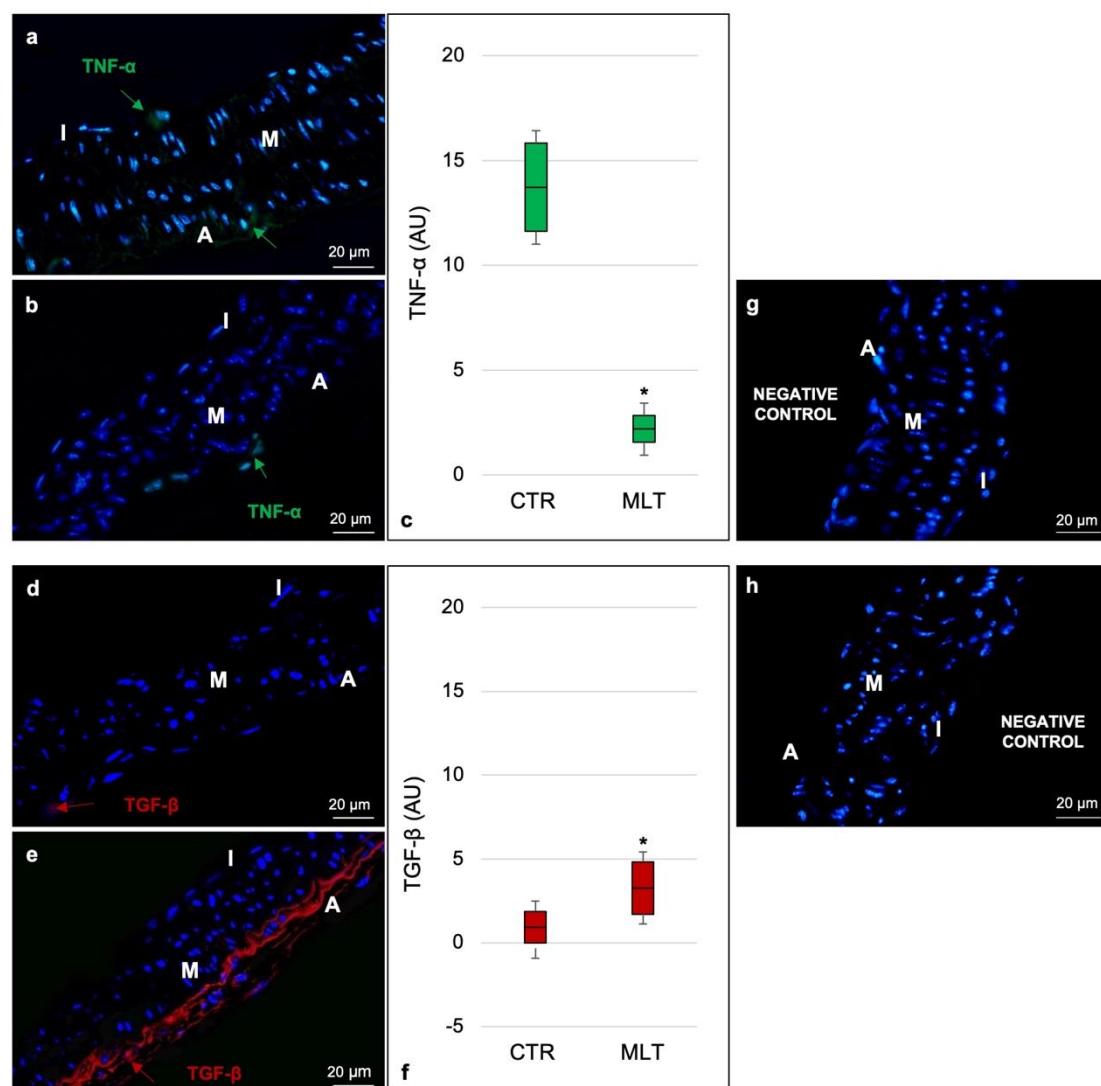 a
TNF-α
I
M
A
20 µm
b
I
A
M
TNF-α
20 µm
20
15
10
5
0
TNF-α (AU)
*
CTR
MLT
c
g
A
NEGATIVE
CONTROL
M
I
20 µm
d
I
M
A
TGF-β
20 µm
e
I
A
M
TGF-β
20 µm
20
15
10
5
0
-5
TGF-β (AU)
*
CTR
MLT
f
h
M
I
NEGATIVE
CONTROL
A
20 µm